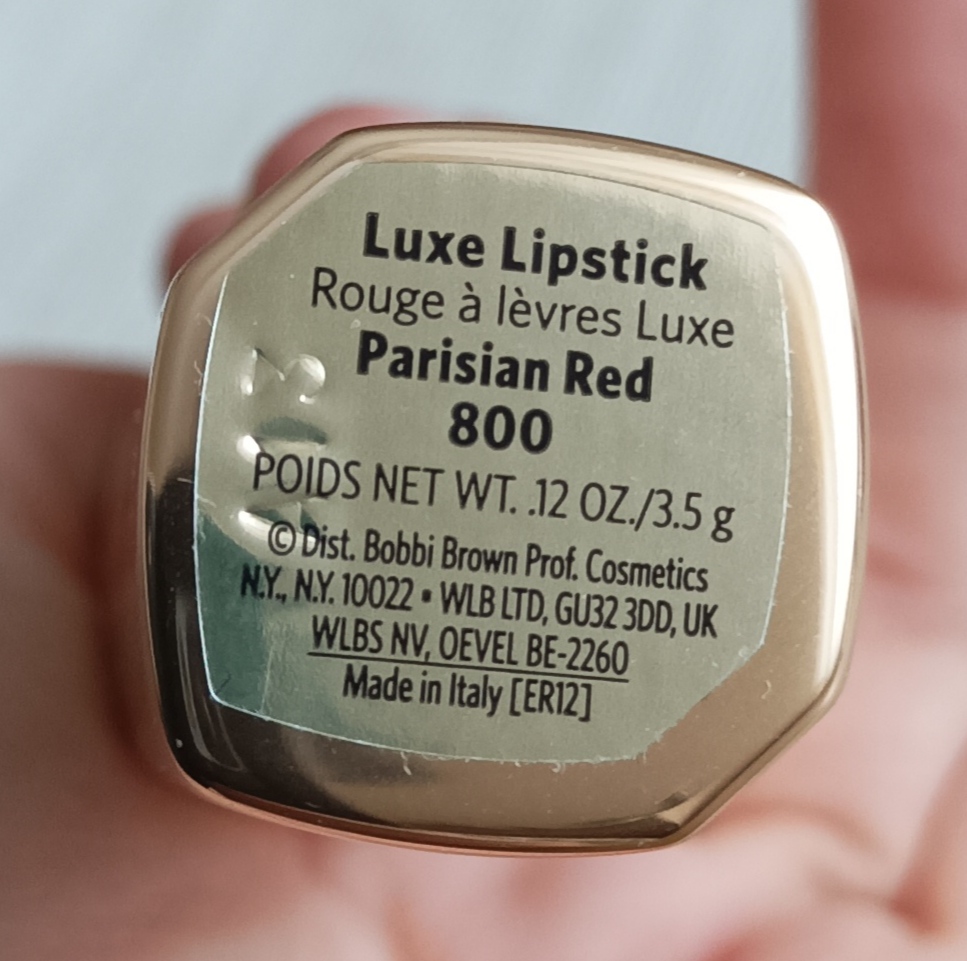 Luxe Lipstick
Rouge à lèvres Luxe
Parisian Red
800
POIDS NET WT. .12 OZ./3.5 g
© Dist. Bobbi Brown Prof. Cosmetics
N.Y., N.Y. 10022 • WLB LTD, GU32 3DD, UK
WLBS NV, OEVEL BE-2260
Made in Italy [ER12]